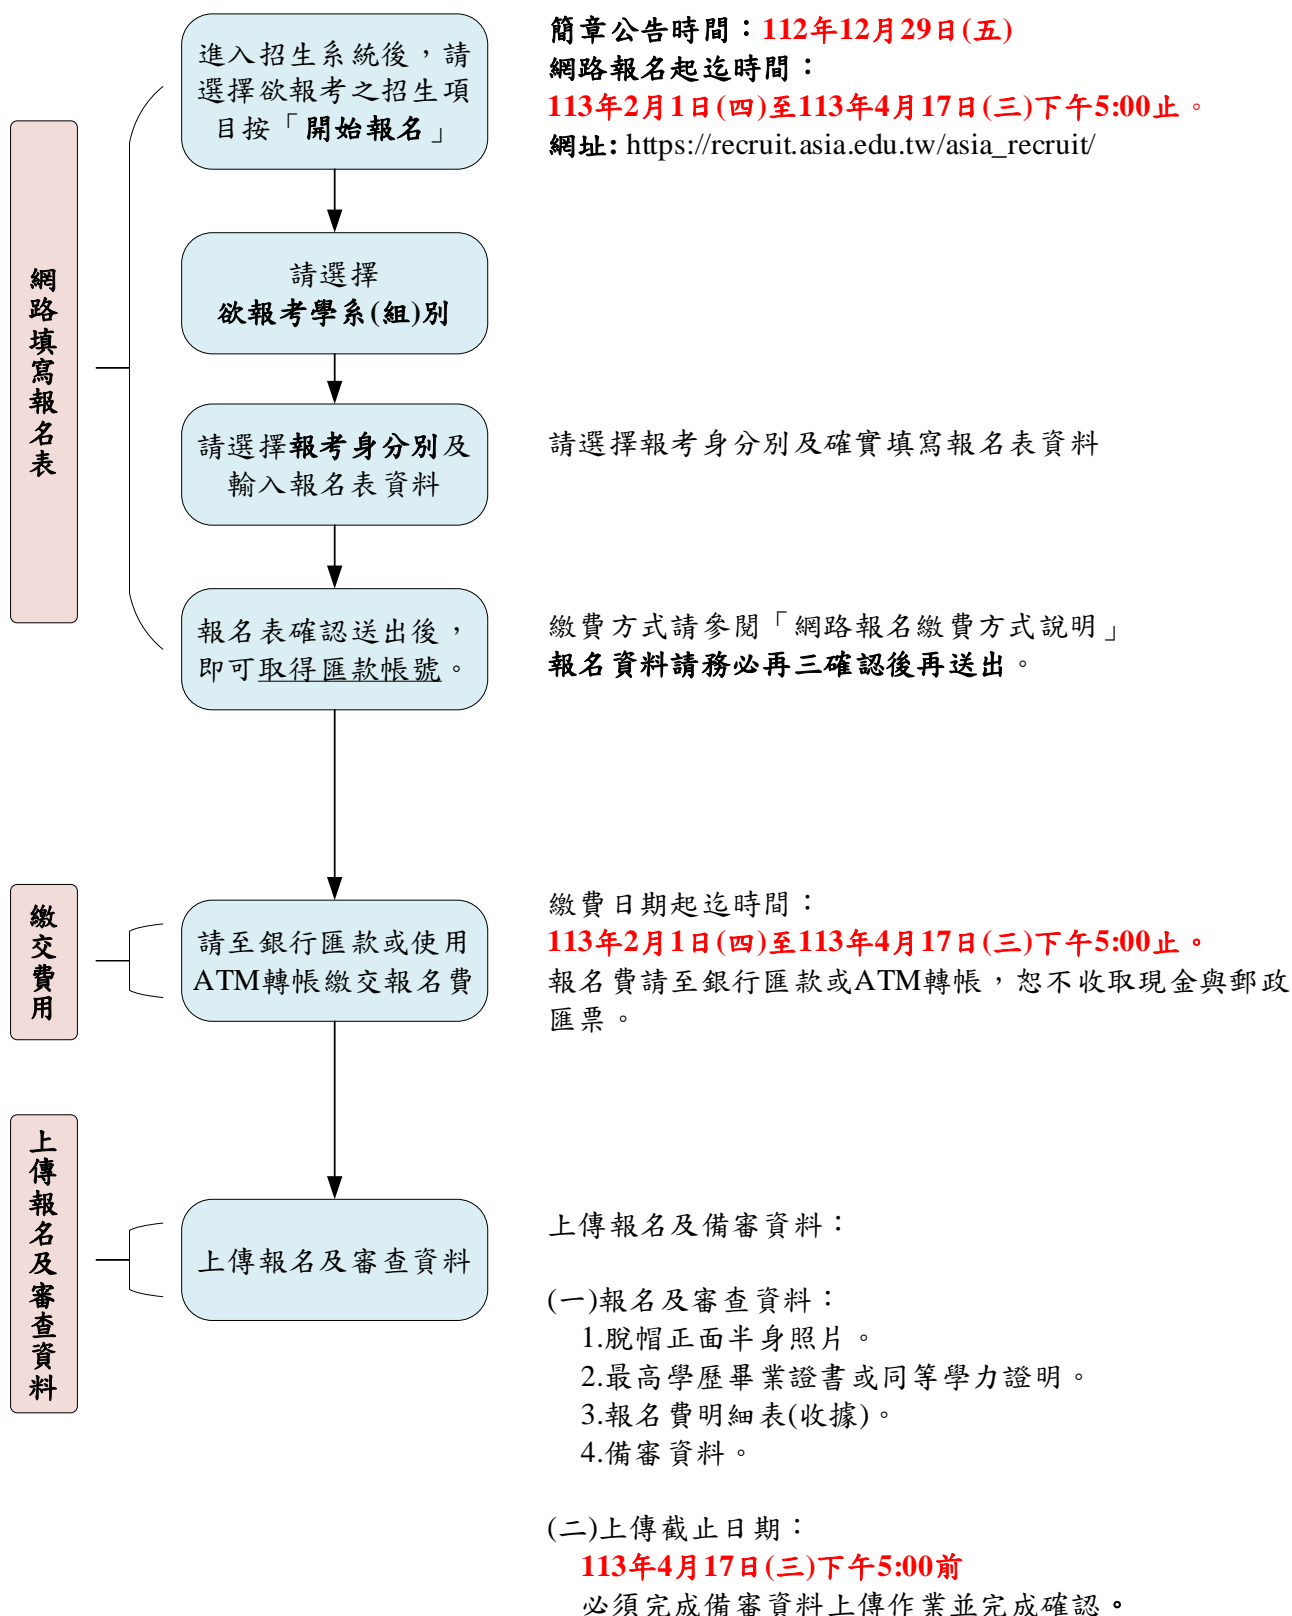 網路填寫報名表
進入招生系統後，請
選擇欲報考之招生項
目按「開始報名」
簡章公告時間：112年12月29日(五)
網路報名起迄時間：
113年2月1日(四)至113年4月17日(三)下午5:00止。
網址: https://recruit.asia.edu.tw/asia_recruit/
請選擇
欲報考學系(組)別
請選擇報考身分別及
輸入報名表資料
請選擇報考身分別及確實填寫報名表資料
報名表確認送出後，
即可取得匯款帳號。
繳費方式請參閱「網路報名繳費方式說明」
報名資料請務必再三確認後再送出。
繳交費用
請至銀行匯款或使用
ATM轉帳繳交報名費
繳費日期起迄時間：
113年2月1日(四)至113年4月17日(三)下午5:00止。
報名費請至銀行匯款或ATM轉帳，恕不收取現金與郵政
匯票。
上傳報名及審查資料
上傳報名及審查資料
上傳報名及備審資料：
(一)報名及審查資料：
1.脫帽正面半身照片。
2.最高學歷畢業證書或同等學力證明。
3.報名費明細表(收據)。
4.備審資料。
(二)上傳截止日期：
113年4月17日(三)下午5:00前
必須完成備審資料上傳作業並完成確認。